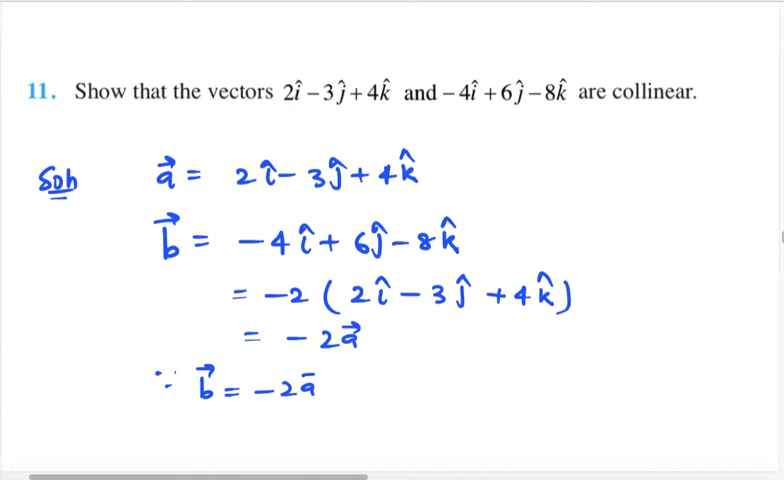 11. Show that the vectors 2î − 3ĵ + 4k̂ and − 4î + 6ĵ − 8k̂ are collinear.
Soln a⃗ = 2î − 3ĵ + 4k̂
b⃗ = −4î + 6ĵ − 8k̂
= −2 ( 2î − 3ĵ + 4k̂ )
= − 2a⃗
∵ b⃗ = −2a̅